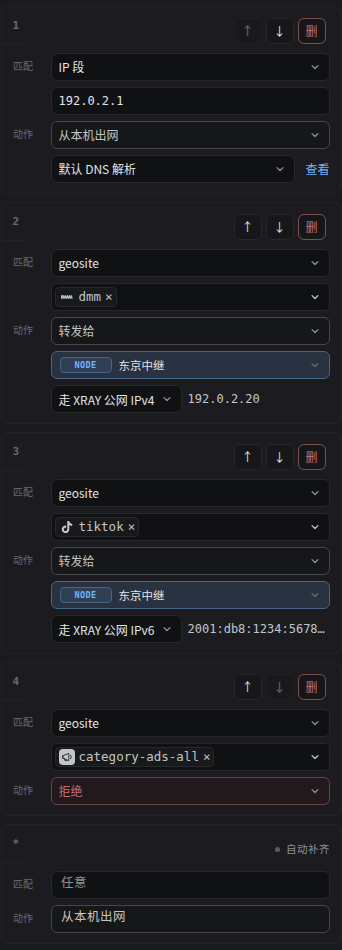 1
↑ ↓ 删
匹配 IP 段
192.0.2.1
动作 从本机出网
默认 DNS 解析 查看
2
↑ ↓ 删
匹配 geosite
dmm ×
动作 转发给
NODE 东京中继
走 XRAY 公网 IPv4 192.0.2.20
3
↑ ↓ 删
匹配 geosite
tiktok ×
动作 转发给
NODE 东京中继
走 XRAY 公网 IPv6 2001:db8:1234:5678…
4
↑ ↓ 删
匹配 geosite
category-ads-all ×
动作 拒绝
*
自动补齐
匹配 任意
动作 从本机出网